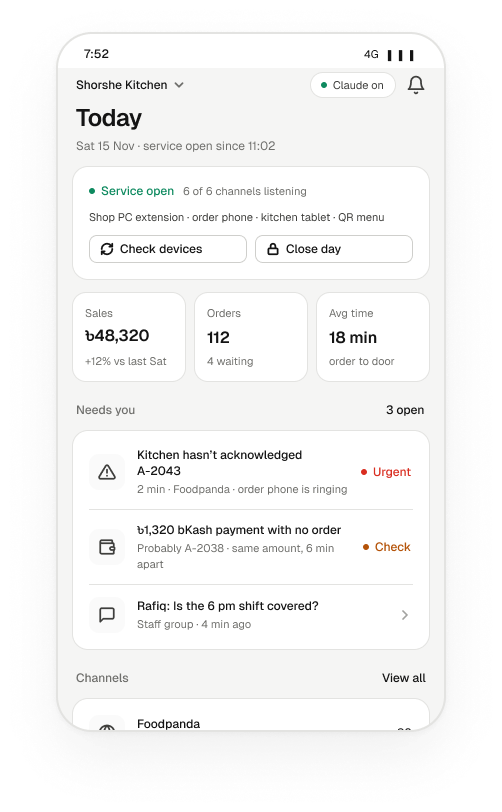 7:52
4G
Shorshe Kitchen
Claude on
Today
Sat 15 Nov · service open since 11:02
Service open 6 of 6 channels listening
Shop PC extension · order phone · kitchen tablet · QR menu
Check devices
Close day
Sales
৳48,320
+12% vs last Sat
Orders
112
4 waiting
Avg time
18 min
order to door
Needs you
3 open
Kitchen hasn’t acknowledged
A-2043
2 min · Foodpanda · order phone is ringing
Urgent
৳1,320 bKash payment with no order
Probably A-2038 · same amount, 6 min
apart
Check
Rafiq: Is the 6 pm shift covered?
Staff group · 4 min ago
Channels
View all
Foodpanda